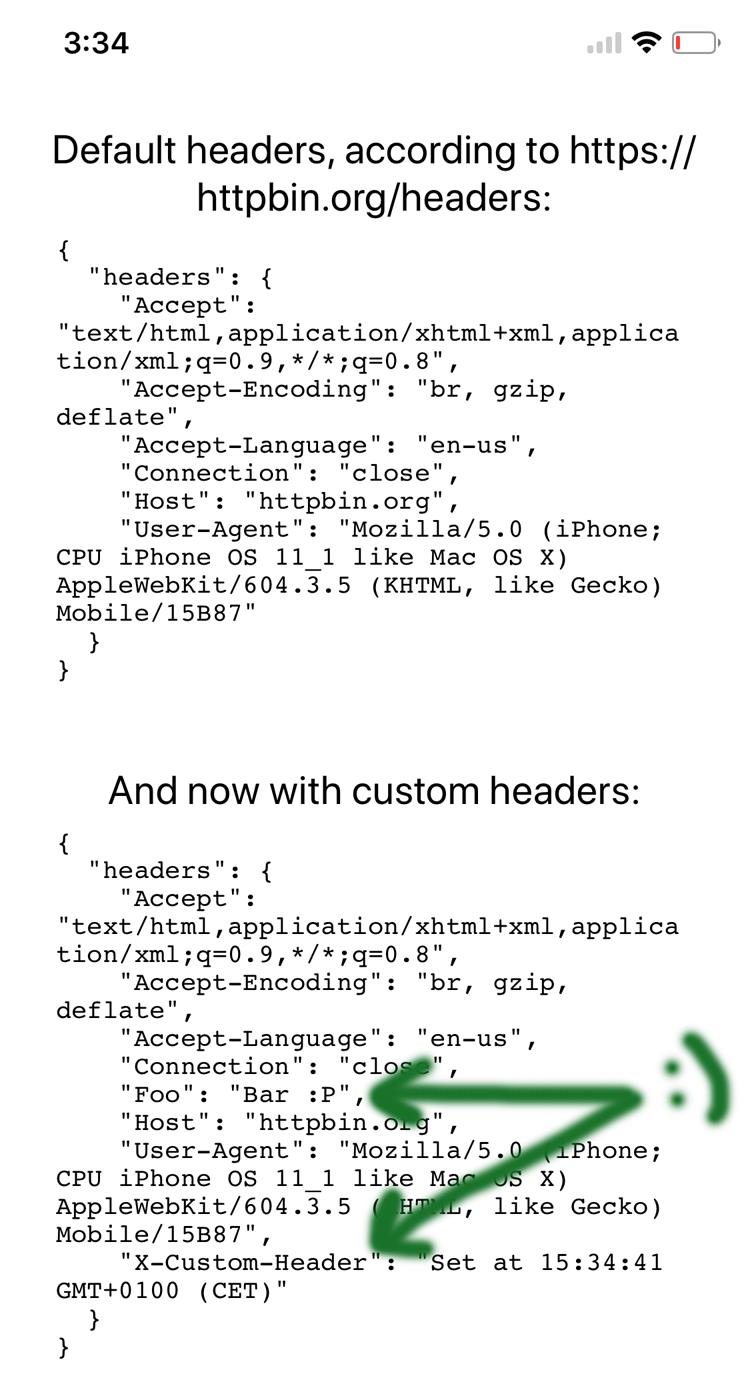 3:34
Default headers, according to https://
httpbin.org/headers:
{
  "headers": {
    "Accept":
"text/html,application/xhtml+xml,applica
tion/xml;q=0.9,*/*;q=0.8",
    "Accept-Encoding": "br, gzip,
deflate",
    "Accept-Language": "en-us",
    "Connection": "close",
    "Host": "httpbin.org",
    "User-Agent": "Mozilla/5.0 (iPhone;
CPU iPhone OS 11_1 like Mac OS X)
AppleWebKit/604.3.5 (KHTML, like Gecko)
Mobile/15B87"
  }
}
And now with custom headers:
{
  "headers": {
    "Accept":
"text/html,application/xhtml+xml,applica
tion/xml;q=0.9,*/*;q=0.8",
    "Accept-Encoding": "br, gzip,
deflate",
    "Accept-Language": "en-us",
    "Connection": "close",
    "Foo": "Bar :P",
    "Host": "httpbin.org",
    "User-Agent": "Mozilla/5.0 (iPhone;
CPU iPhone OS 11_1 like Mac OS X)
AppleWebKit/604.3.5 (KHTML, like Gecko)
Mobile/15B87",
    "X-Custom-Header": "Set at 15:34:41
GMT+0100 (CET)"
  }
}
:)